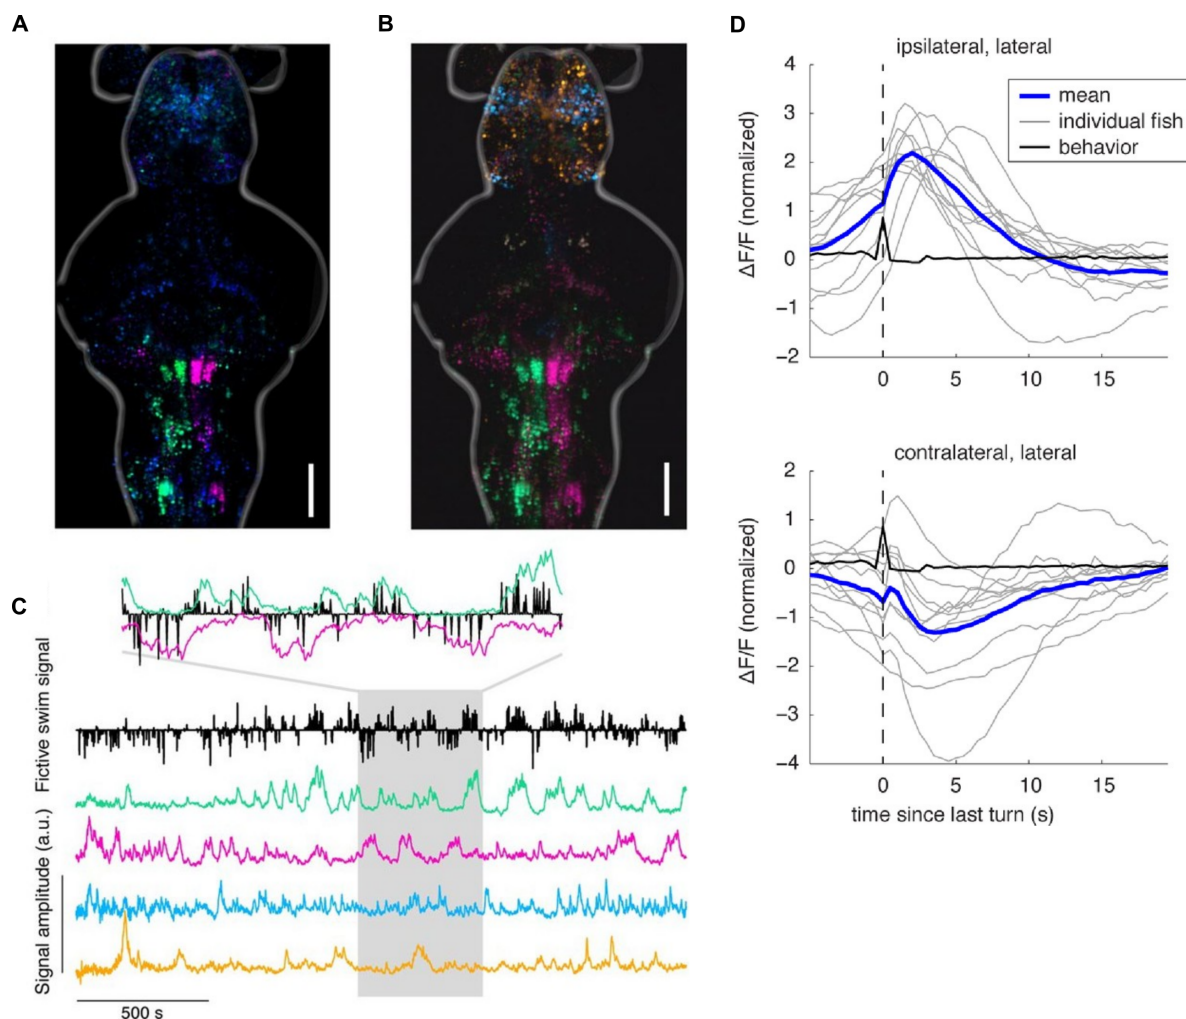 A
B
D
ipsilateral, lateral
4
3
2
1
0
−1
−2
ΔF/F (normalized)
mean
individual fish
behavior
0
5
10
15
contralateral, lateral
2
1
0
−1
−2
−3
−4
ΔF/F (normalized)
0
5
10
15
time since last turn (s)
C
Fictive swim signal
Signal amplitude (a.u.)
500 s